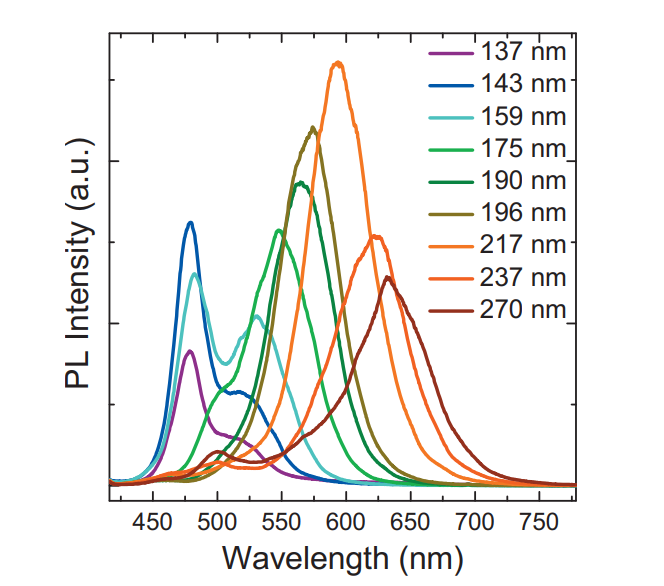 137 nm
143 nm
159 nm
175 nm
190 nm
196 nm
217 nm
237 nm
270 nm
PL Intensity (a.u.)
450 500 550 600 650 700 750
Wavelength (nm)